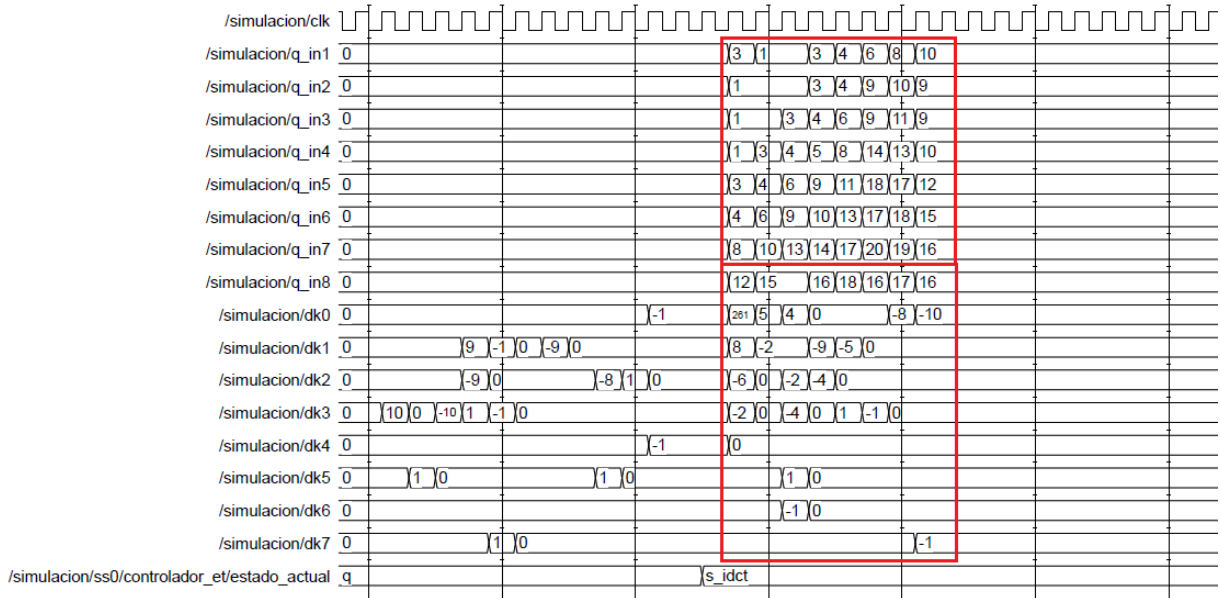 /simulacion/clk
/simulacion/q_in1 0 3 1 3 4 6 8 10
/simulacion/q_in2 0 1 3 4 9 10 9
/simulacion/q_in3 0 1 3 4 6 9 11 9
/simulacion/q_in4 0 1 3 4 5 8 14 13 10
/simulacion/q_in5 0 3 4 6 9 11 18 17 12
/simulacion/q_in6 0 4 6 9 10 13 17 18 15
/simulacion/q_in7 0 8 10 13 14 17 20 19 16
/simulacion/q_in8 0 12 15 16 18 16 17 16
/simulacion/dk0 0 -1 261 5 4 0 -8 -10
/simulacion/dk1 0 9 -1 0 -9 0 8 -2 -9 -5 0
/simulacion/dk2 0 -9 0 -8 1 0 -6 0 -2 -4 0
/simulacion/dk3 0 10 0 -10 1 -1 0 -2 0 -4 0 1 -1 0
/simulacion/dk4 0 -1 0
/simulacion/dk5 0 1 0 1 0 1 0
/simulacion/dk6 0 -1 0
/simulacion/dk7 0 1 0 -1
/simulacion/ss0/controlador_et/estado_actual q s_idct